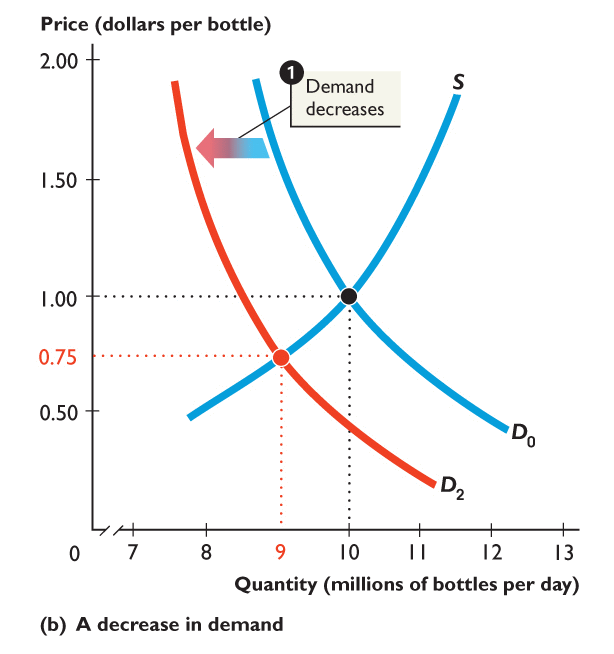 Price (dollars per bottle)
2.00
1
Demand
decreases
S
1.50
1.00
0.75
0.50
D0
D2
0
7
8
9
10
11
12
13
Quantity (millions of bottles per day)
(b) A decrease in demand